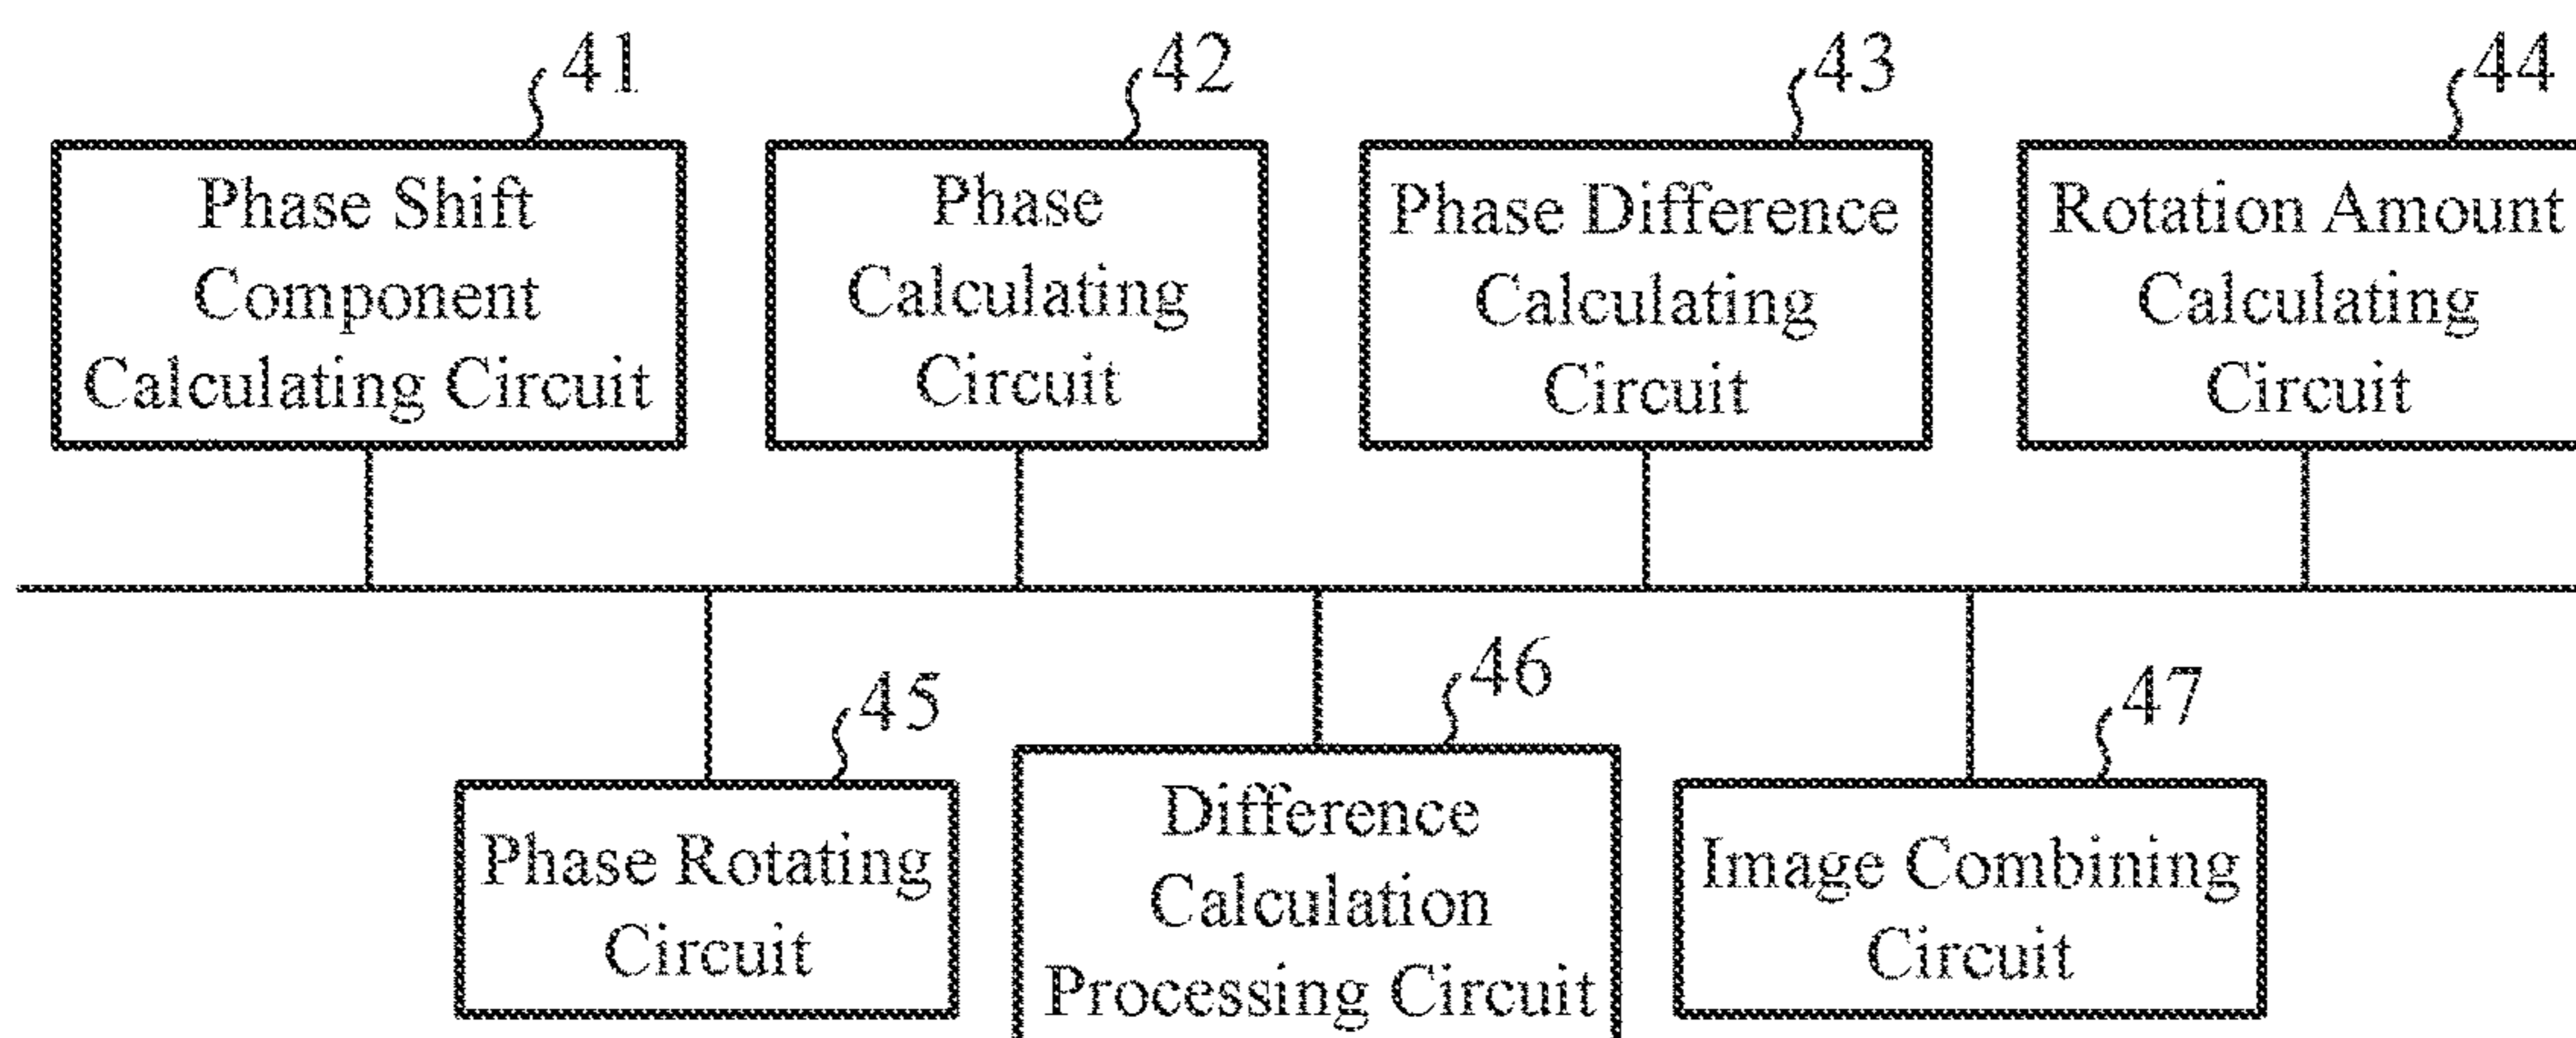 41
Phase Shift
Component
Calculating Circuit
42
Phase
Calculating
Circuit
43
Phase Difference
Calculating
Circuit
44
Rotation Amount
Calculating
Circuit
45
Phase Rotating
Circuit
46
Difference
Calculation
Processing Circuit
47
Image Combining
Circuit